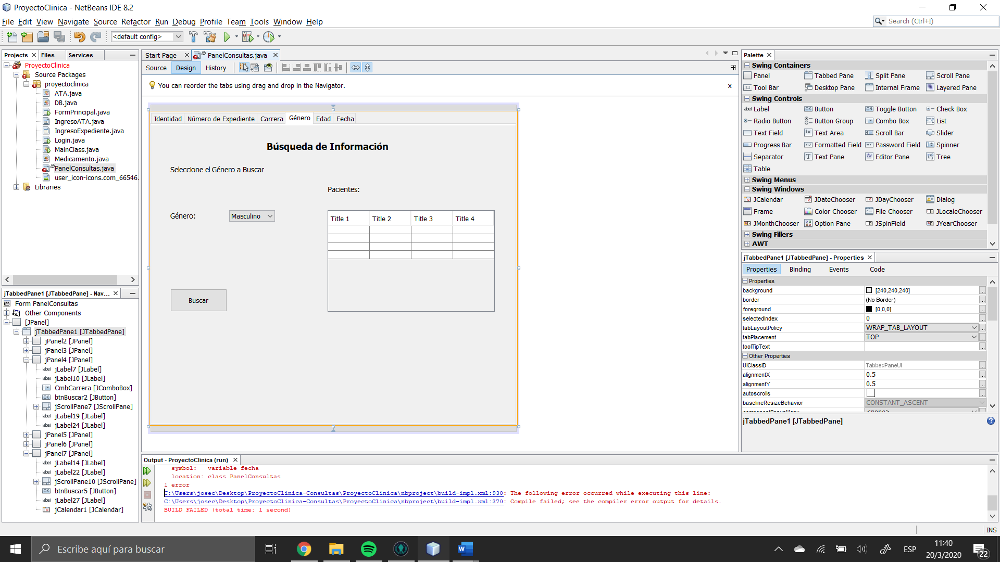 ProyectoClinica - NetBeans IDE 8.2
File Edit View Navigate Source Refactor Run Debug Profile Team Tools Window Help
Search (Ctrl+I)
<default config>
Projects Files Services
ProyectoClinica
Source Packages
proyectoclinica
ATA.java
DB.java
FormPrincipal.java
IngresoATA.java
IngresoExpediente.java
Login.java
MainClass.java
Medicamento.java
PanelConsultas.java
user_icon-icons.com_66546.
Libraries
jTabbedPane1 [JTabbedPane] - Nav...
Form PanelConsultas
Other Components
[JPanel]
jTabbedPane1 [JTabbedPane]
jPanel2 [JPanel]
jPanel3 [JPanel]
jPanel4 [JPanel]
jLabel7 [JLabel]
jLabel10 [JLabel]
CmbCarrera [JComboBox]
btnBuscar2 [JButton]
jScrollPane7 [JScrollPane]
jLabel19 [JLabel]
jLabel24 [JLabel]
jPanel5 [JPanel]
jPanel6 [JPanel]
jPanel7 [JPanel]
jLabel14 [JLabel]
jLabel22 [JLabel]
jScrollPane10 [JScrollPane]
btnBuscar5 [JButton]
jLabel27 [JLabel]
jCalendar1 [JCalendar]
Start Page PanelConsultas.java
Source Design History
You can reorder the tabs using drag and drop in the Navigator. x
Identidad Número de Expediente Carrera Género Edad Fecha
Búsqueda de Información
Seleccione el Género a Buscar
Pacientes:
Género: Masculino
Title 1 Title 2 Title 3 Title 4
Buscar
Output - ProyectoClinica (run)
symbol:   variable fecha
location: class PanelConsultas
1 error
C:\Users\josec\Desktop\ProyectoClinica-Consultas\ProyectoClinica\nbproject\build-impl.xml:930: The following error occurred while executing this line:
C:\Users\josec\Desktop\ProyectoClinica-Consultas\ProyectoClinica\nbproject\build-impl.xml:270: Compile failed; see the compiler error output for details.
BUILD FAILED (total time: 1 second)
Palette
Swing Containers
Panel Tabbed Pane Split Pane Scroll Pane
Tool Bar Desktop Pane Internal Frame Layered Pane
Swing Controls
Label Button Toggle Button Check Box
Radio Button Button Group Combo Box List
Text Field Text Area Scroll Bar Slider
Progress Bar Formatted Field Password Field Spinner
Separator Text Pane Editor Pane Tree
Table
Swing Menus
Swing Windows
JCalendar JDateChooser JDayChooser Dialog
Frame Color Chooser File Chooser JLocaleChooser
JMonthChooser Option Pane JSpinField JYearChooser
Swing Fillers
AWT
jTabbedPane1 [JTabbedPane] - Properties
Properties Binding Events Code
Properties
background [240,240,240]
border (No Border)
foreground [0,0,0]
selectedIndex 0
tabLayoutPolicy WRAP_TAB_LAYOUT
tabPlacement TOP
toolTipText
Other Properties
UIClassID TabbedPaneUI
alignmentX 0.5
alignmentY 0.5
autoscrolls
baselineResizeBehavior CONSTANT_ASCENT
jTabbedPane1 [JTabbedPane]
INS
Escribe aquí para buscar
ESP
11:40
20/3/2020
22